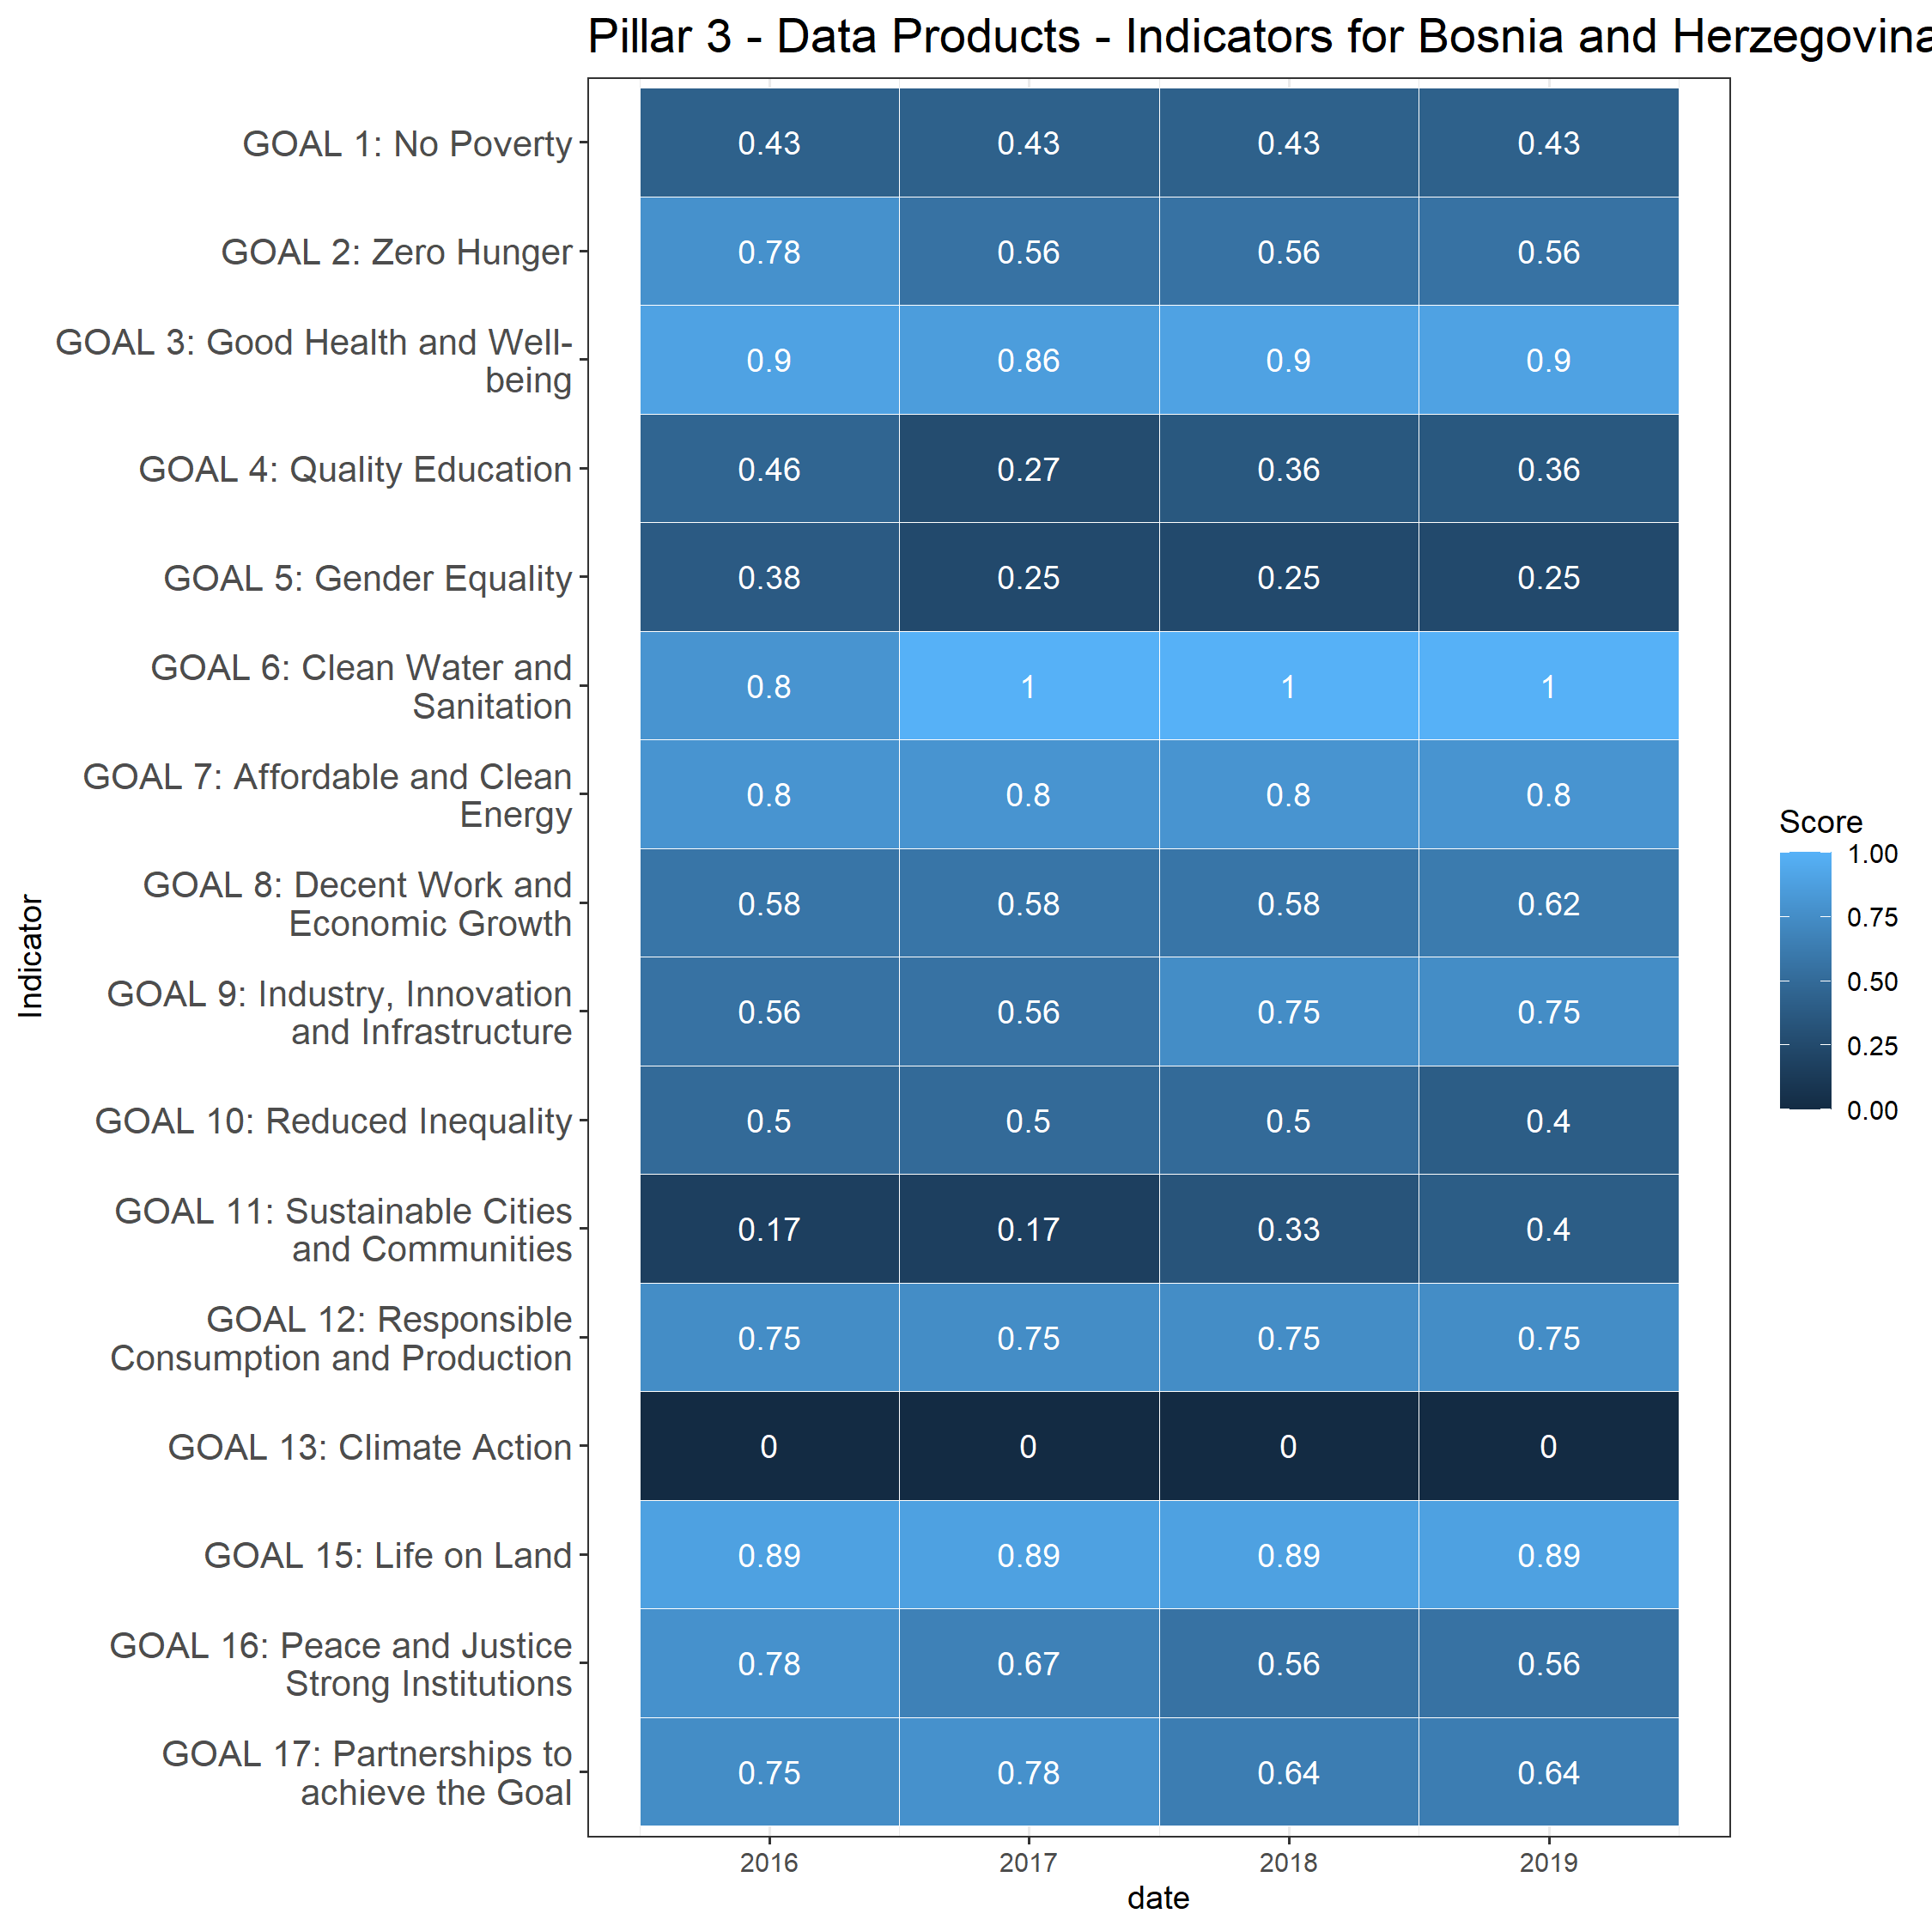 Pillar 3 - Data Products - Indicators for Bosnia and Herzegovina
GOAL 1: No Poverty 0.43 0.43 0.43 0.43
GOAL 2: Zero Hunger 0.78 0.56 0.56 0.56
GOAL 3: Good Health and Well-
being
0.9 0.86 0.9 0.9
GOAL 4: Quality Education 0.46 0.27 0.36 0.36
GOAL 5: Gender Equality 0.38 0.25 0.25 0.25
GOAL 6: Clean Water and
Sanitation
0.8 1 1 1
GOAL 7: Affordable and Clean
Energy
0.8 0.8 0.8 0.8
GOAL 8: Decent Work and
Economic Growth
0.58 0.58 0.58 0.62
GOAL 9: Industry, Innovation
and Infrastructure
0.56 0.56 0.75 0.75
GOAL 10: Reduced Inequality 0.5 0.5 0.5 0.4
GOAL 11: Sustainable Cities
and Communities
0.17 0.17 0.33 0.4
GOAL 12: Responsible
Consumption and Production
0.75 0.75 0.75 0.75
GOAL 13: Climate Action 0 0 0 0
GOAL 15: Life on Land 0.89 0.89 0.89 0.89
GOAL 16: Peace and Justice
Strong Institutions
0.78 0.67 0.56 0.56
GOAL 17: Partnerships to
achieve the Goal
0.75 0.78 0.64 0.64
2016 2017 2018 2019
date
Indicator
Score
1.00
0.75
0.50
0.25
0.00